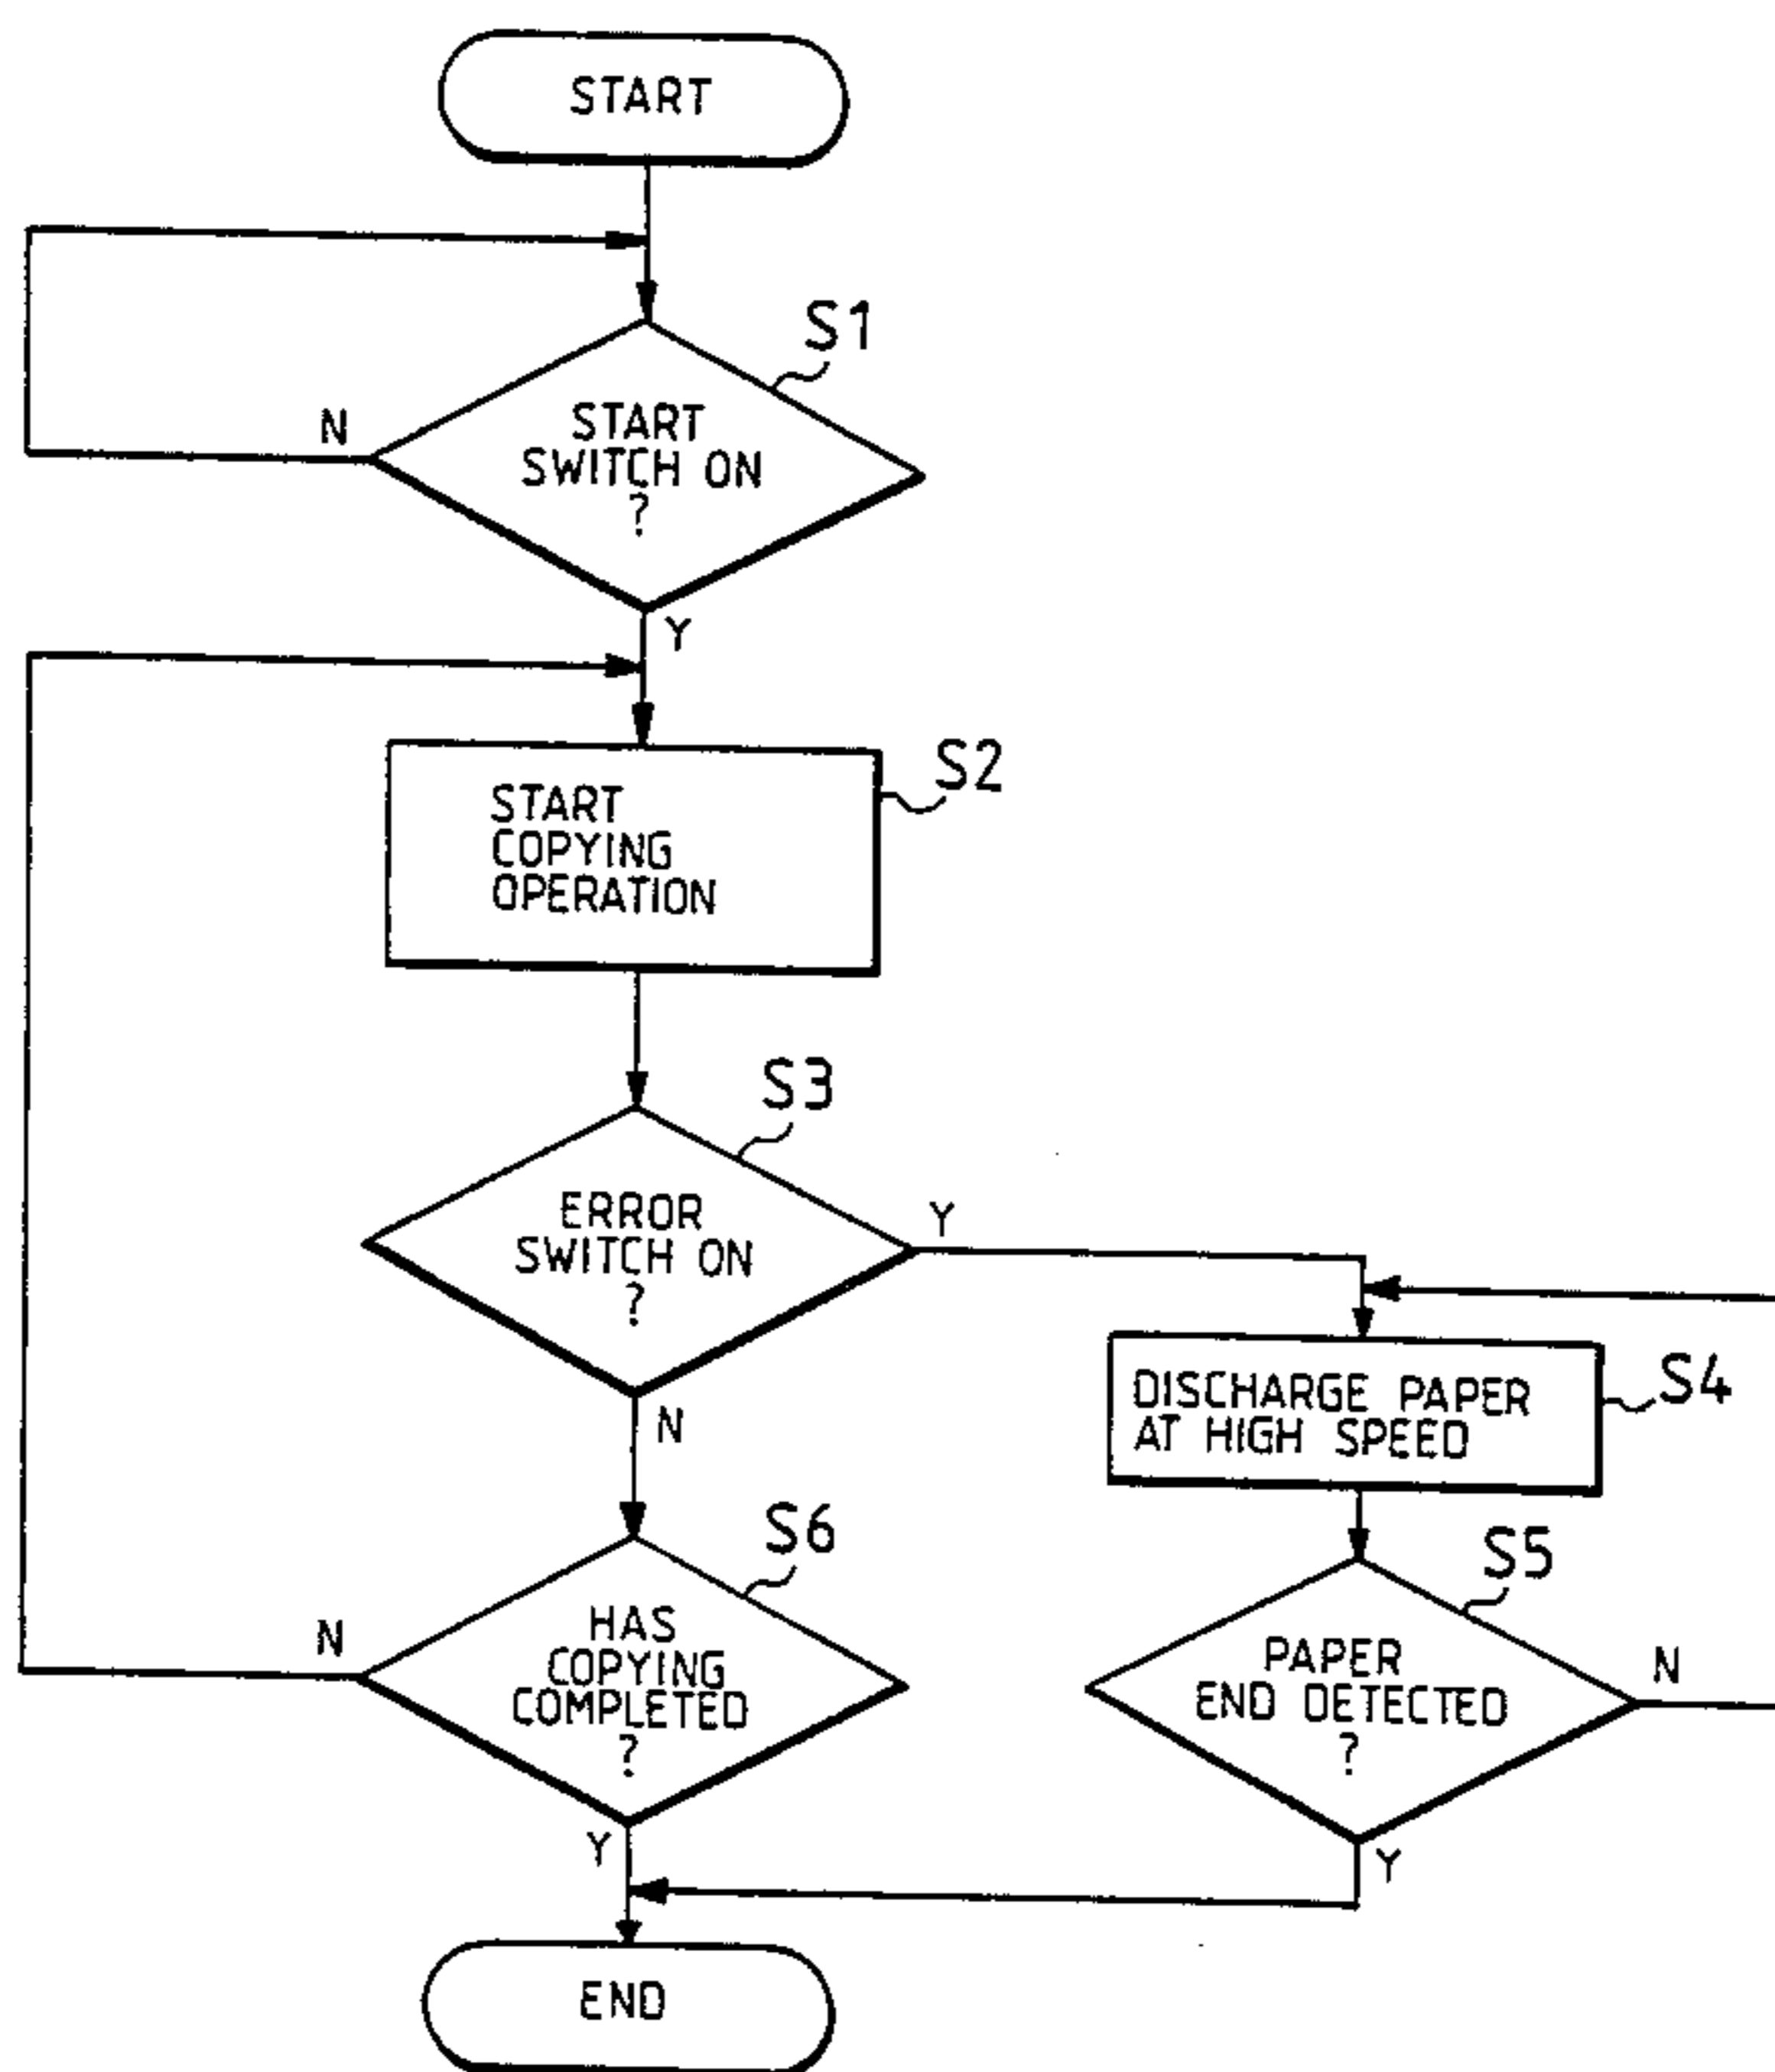 START
S1
N
START
SWITCH ON
?
Y
S2
START
COPYING
OPERATION
S3
ERROR
SWITCH ON
?
Y
N
S4
DISCHARGE PAPER
AT HIGH SPEED
S6
N
HAS
COPYING
COMPLETED
?
Y
S5
PAPER
END DETECTED
?
N
Y
END